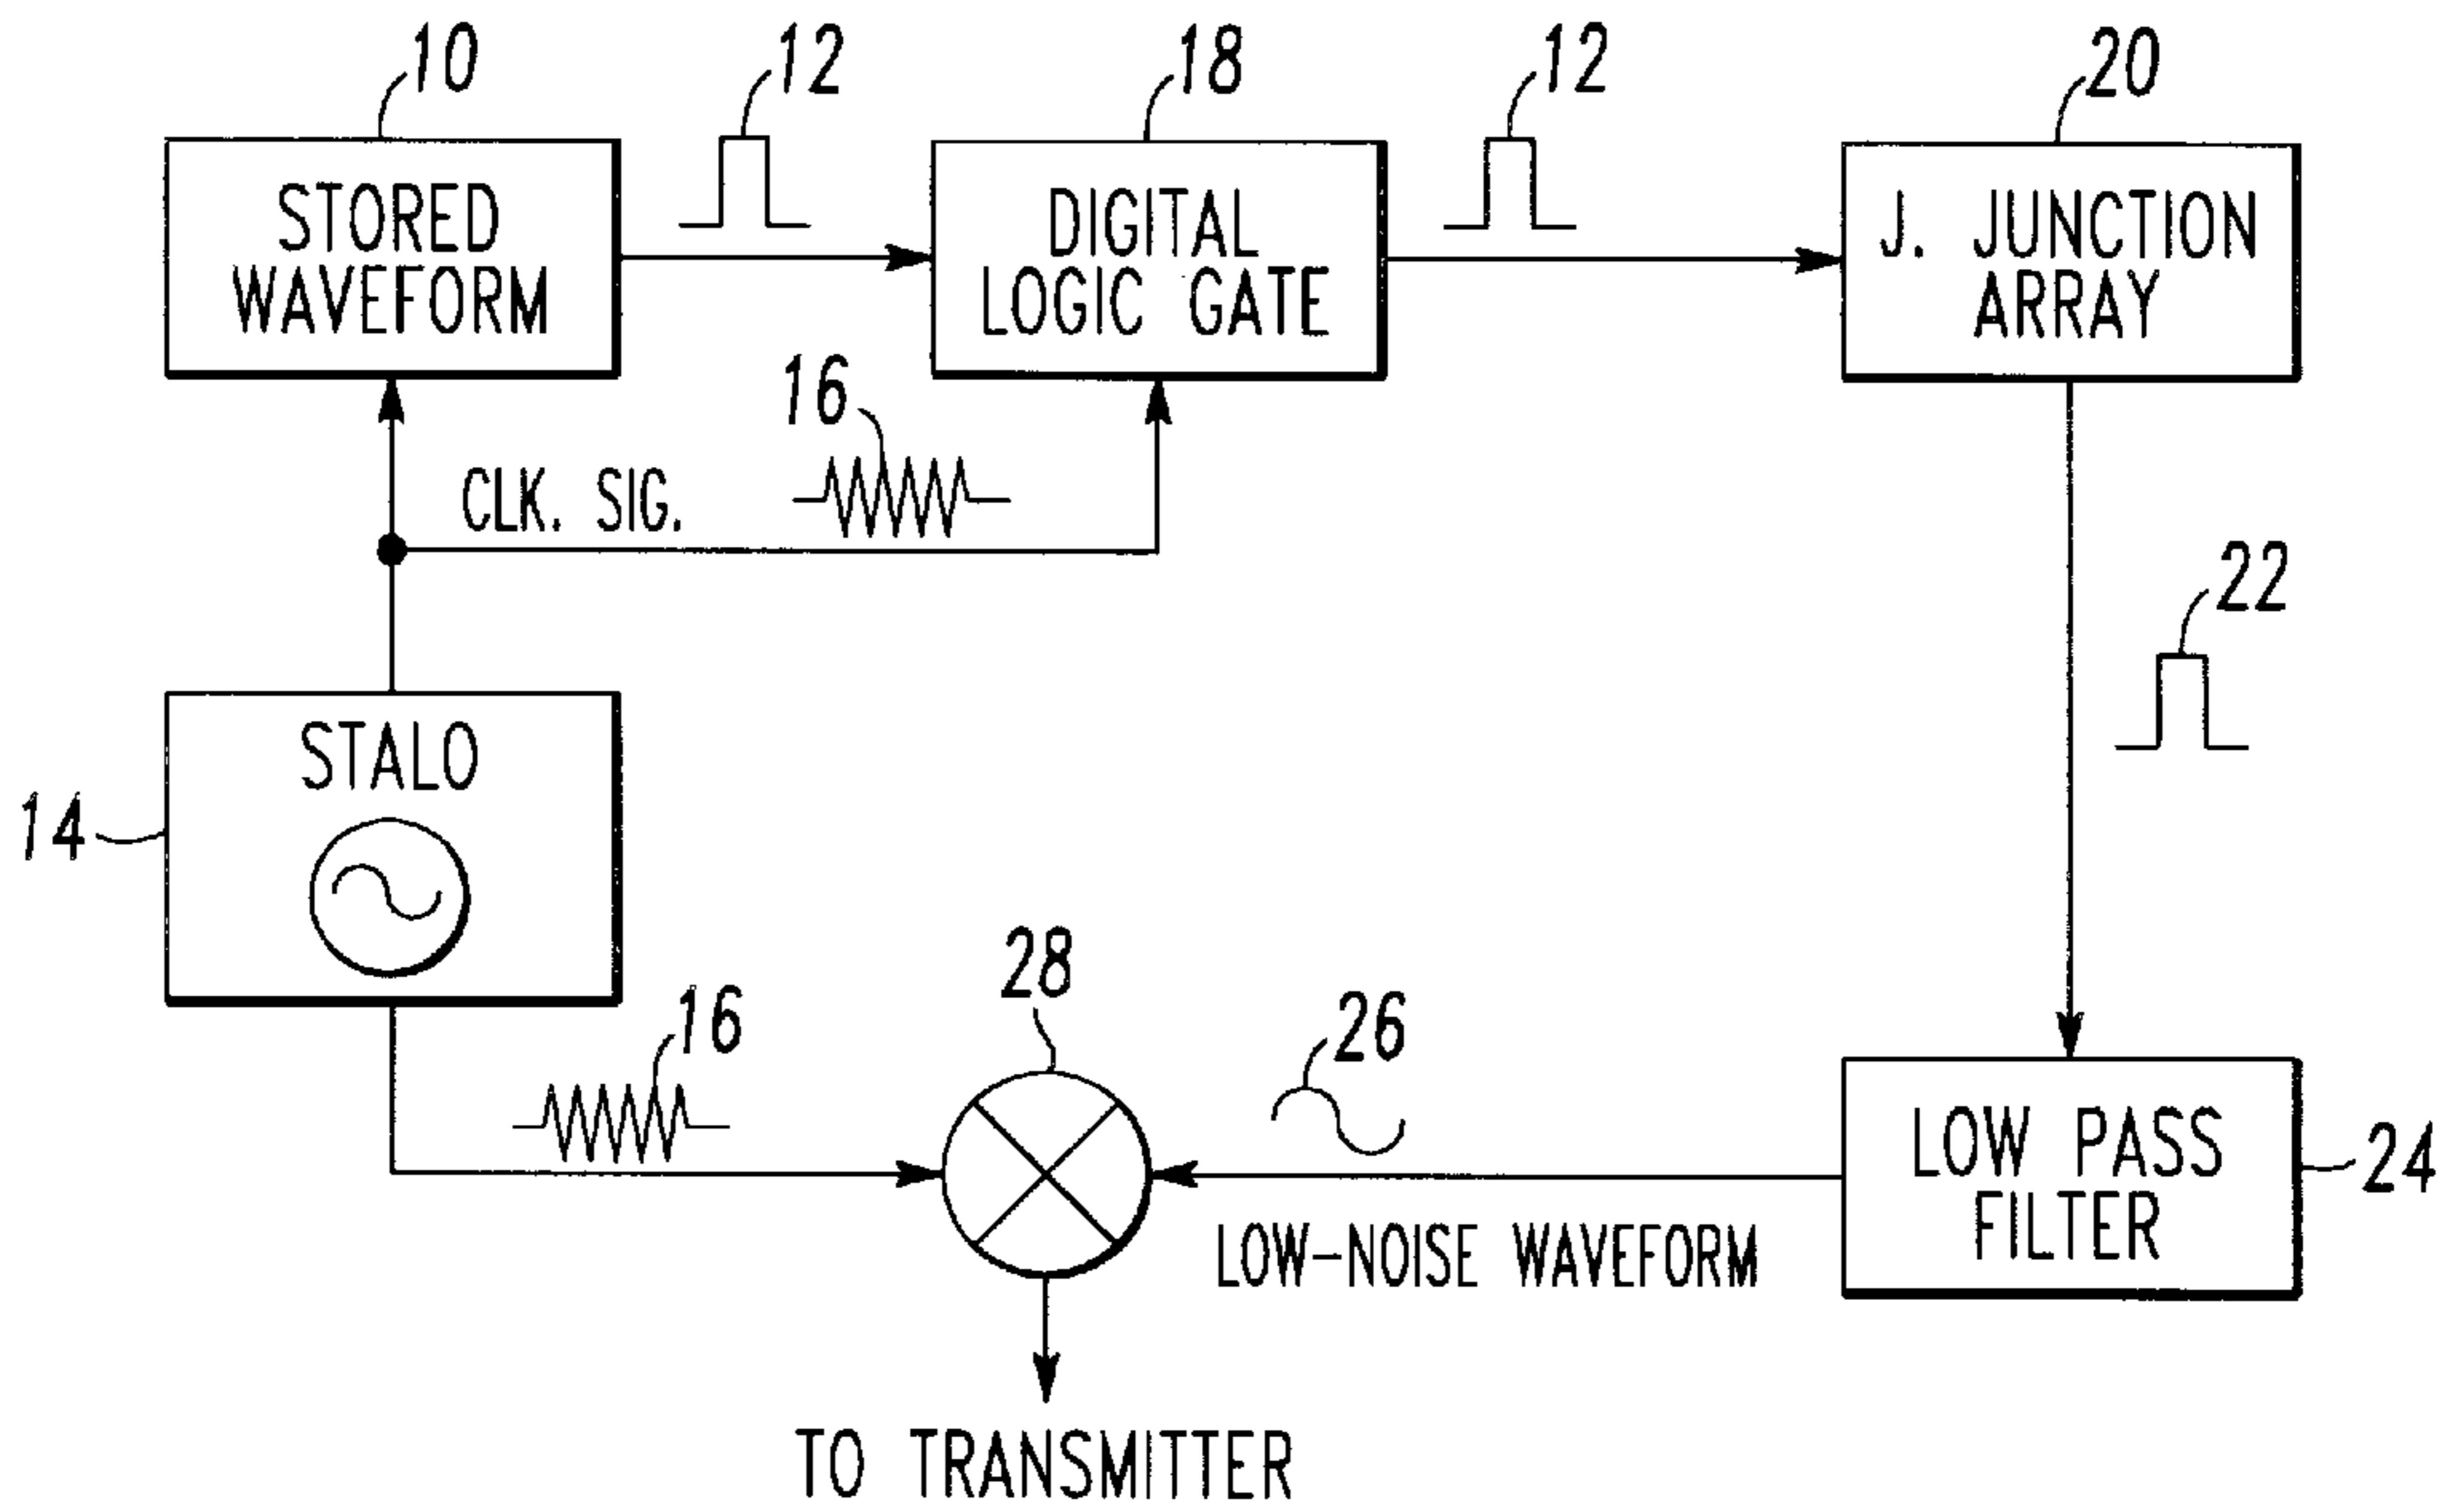 10
12
18
12
20
STORED
WAVEFORM
DIGITAL
LOGIC GATE
J. JUNCTION
ARRAY
16
CLK. SIG.
22
STALO
14
28
16
26
LOW PASS
FILTER
24
LOW-NOISE WAVEFORM
TO TRANSMITTER